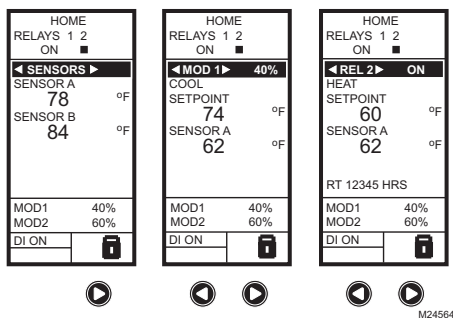 HOME
RELAYS 1 2
ON ■
◄ SENSORS ►
SENSOR A
78 ºF
SENSOR B
84 ºF
MOD1 40%
MOD2 60%
DI ON
HOME
RELAYS 1 2
ON ■
◄ MOD 1► 40%
COOL
SETPOINT
74 ºF
SENSOR A
62 ºF
MOD1 40%
MOD2 60%
DI ON
HOME
RELAYS 1 2
ON ■
◄ REL 2► ON
HEAT
SETPOINT
60 ºF
SENSOR A
62 ºF
RT 12345 HRS
MOD1 40%
MOD2 60%
DI ON
M24564